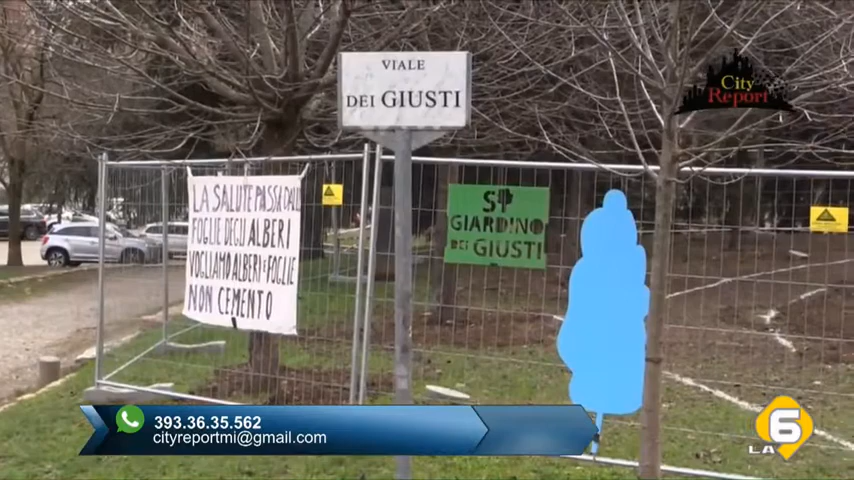 VIALE
DEI GIUSTI
City
Report
LA SALUTE PASSA DALLE
FOGLIE DEGLI ALBERI
VOGLIAMO ALBERI E FOGLIE
NON CEMENTO
GIARDINO
DEI GIUSTI
393.36.35.562
cityreportmi@gmail.com
6
LA